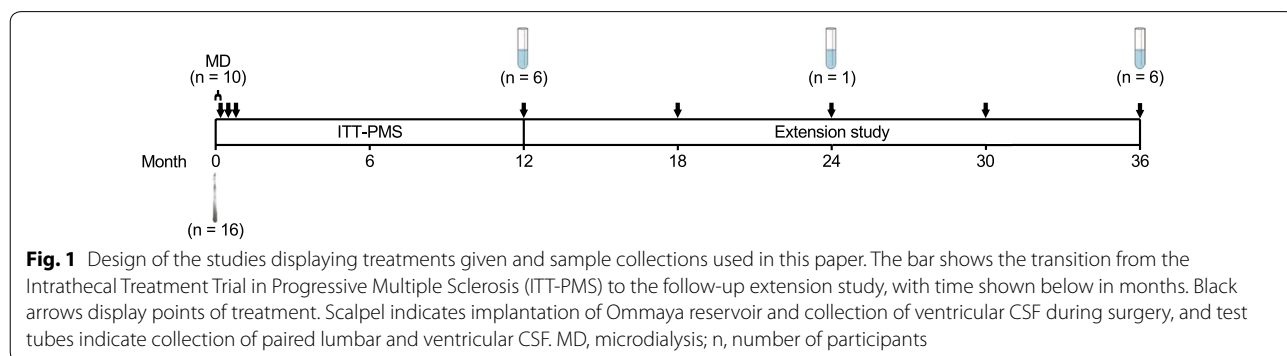 MD
(n = 10) (n = 6) (n = 1) (n = 6)
ITT-PMS Extension study
Month 0 6 12 18 24 30 36
(n = 16)
Fig. 1 Design of the studies displaying treatments given and sample collections used in this paper. The bar shows the transition from the
Intrathecal Treatment Trial in Progressive Multiple Sclerosis (ITT-PMS) to the follow-up extension study, with time shown below in months. Black
arrows display points of treatment. Scalpel indicates implantation of Ommaya reservoir and collection of ventricular CSF during surgery, and test
tubes indicate collection of paired lumbar and ventricular CSF. MD, microdialysis; n, number of participants